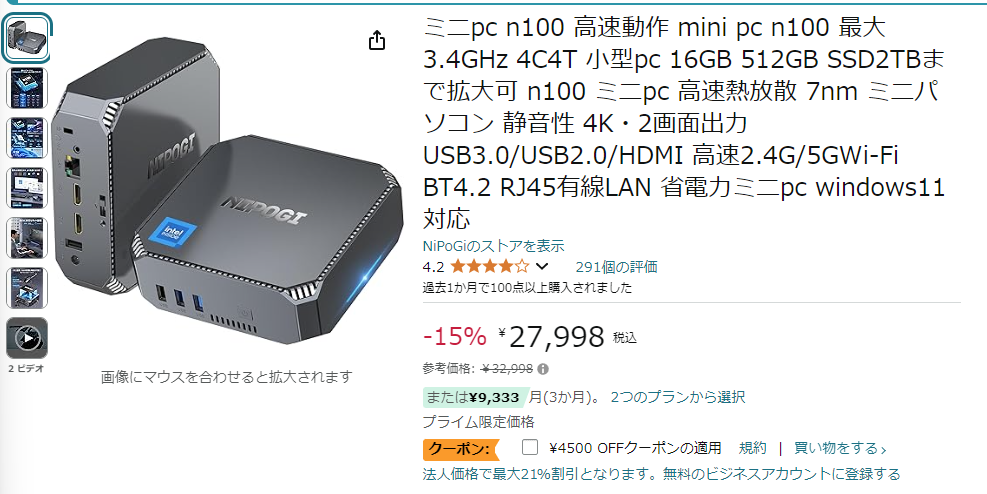 ミニpc n100 高速動作 mini pc n100 最大
3.4GHz 4C4T 小型pc 16GB 512GB SSD2TBま
で拡大可 n100 ミニpc 高速熱放散 7nm ミニパ
ソコン 静音性 4K・2画面出力
USB3.0/USB2.0/HDMI 高速2.4G/5GWi-Fi
BT4.2 RJ45有線LAN 省電力ミニpc windows11
対応
NiPoGiのストアを表示
4.2
291個の評価
過去1か月で100点以上購入されました
-15% ¥27,998 税込
参考価格: ¥32,998
または¥9,333 月(3か月)。 2つのプランから選択
プライム限定価格
クーポン: ¥4500 OFFクーポンの適用 規約 | 買い物をする›
法人価格で最大21%割引となります。無料のビジネスアカウントに登録する
NIPOGI
NIPOGI
intel
2 ビデオ
画像にマウスを合わせると拡大されます